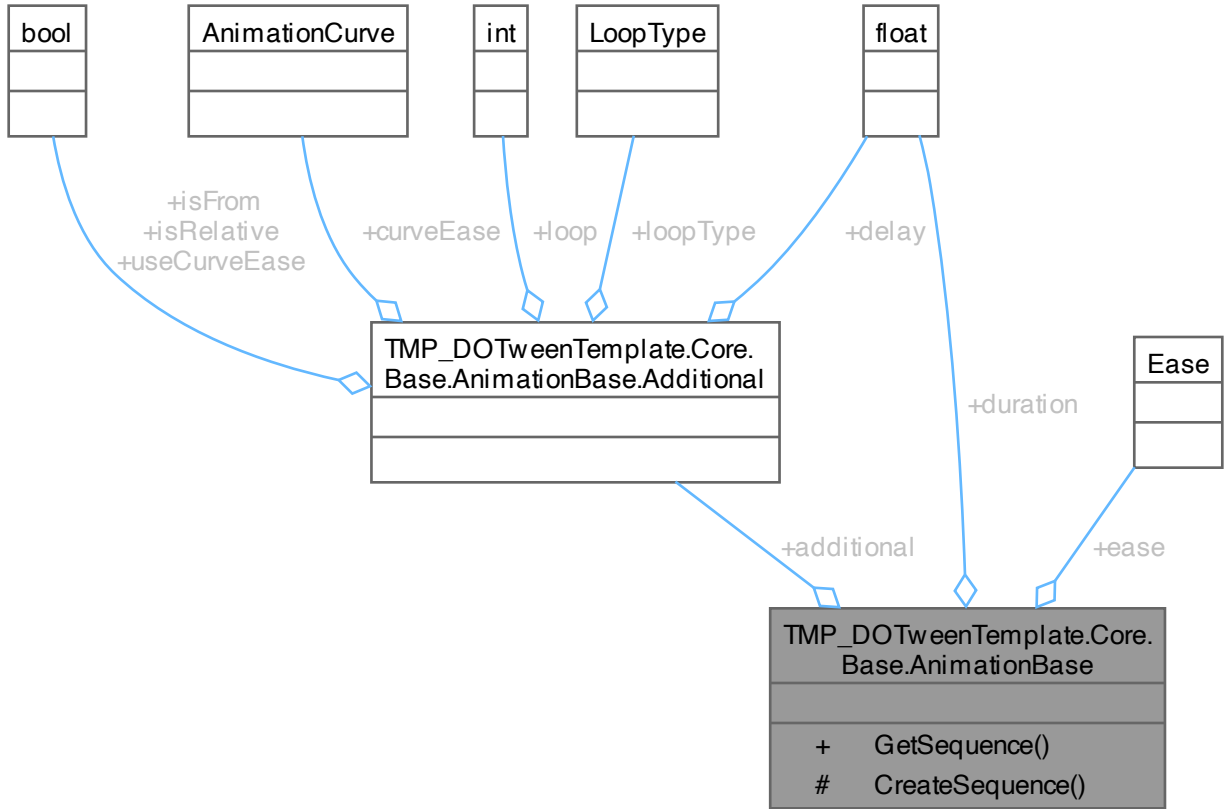 bool
AnimationCurve
int
LoopType
float
+isFrom
+isRelative
+useCurveEase
+curveEase
+loop
+loopType
+delay
TMP_DOTweenTemplate.Core.
Base.AnimationBase.Additional
Ease
+duration
+additional
+ease
TMP_DOTweenTemplate.Core.
Base.AnimationBase
+ GetSequence()
# CreateSequence()